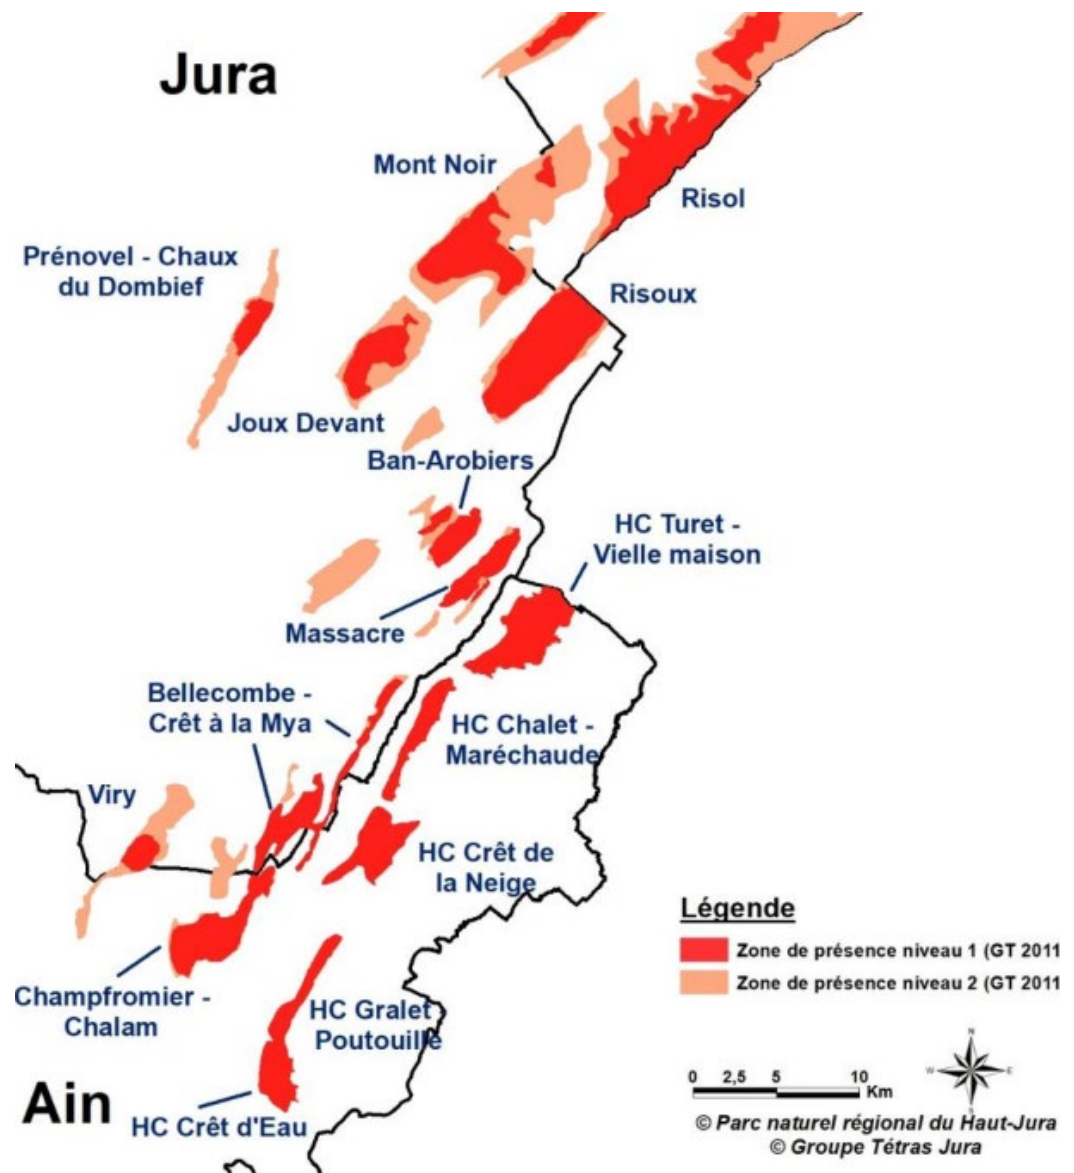 Jura
Mont Noir
Risol
Prénovel - Chaux
du Dombief
Risoux
Joux Devant
Ban-Arobiers
HC Turet -
Vielle maison
Massacre
Bellecombe -
Crêt à la Mya
HC Chalet -
Maréchaude
Viry
HC Crêt de
la Neige
Légende
Zone de présence niveau 1 (GT 2011
Zone de présence niveau 2 (GT 2011
Champfromier -
Chalam
HC Gralet
Poutouille
Ain
HC Crêt d'Eau
N
W
E
S
0 2,5 5 10
Km
© Parc naturel régional du Haut-Jura
© Groupe Tétras Jura